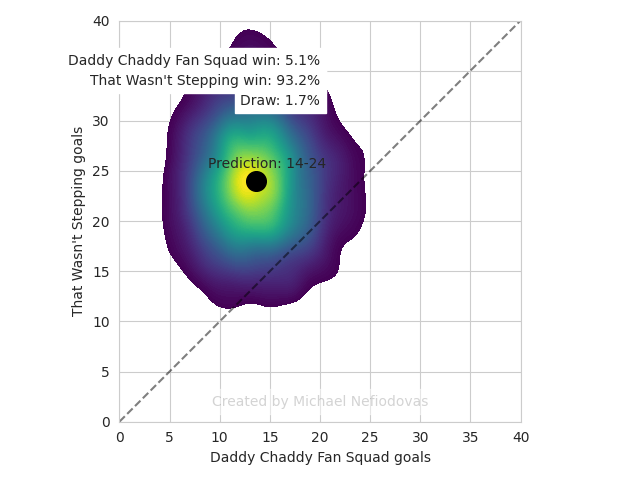 40
35
30
25
20
15
10
5
0
That Wasn't Stepping goals
Daddy Chaddy Fan Squad win: 5.1%
That Wasn't Stepping win: 93.2%
Draw: 1.7%
Prediction: 14-24
Created by Michael Nefiodovas
0 5 10 15 20 25 30 35 40
Daddy Chaddy Fan Squad goals